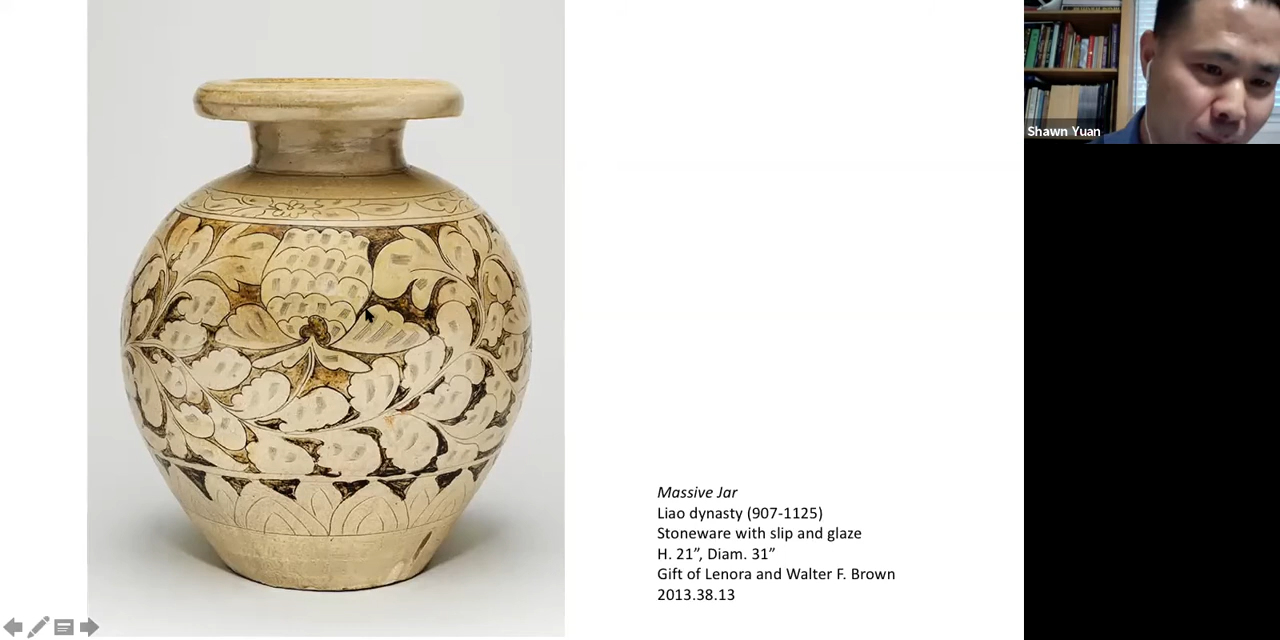 Shawn Yuan
Massive Jar
Liao dynasty (907-1125)
Stoneware with slip and glaze
H. 21”, Diam. 31”
Gift of Lenora and Walter F. Brown
2013.38.13